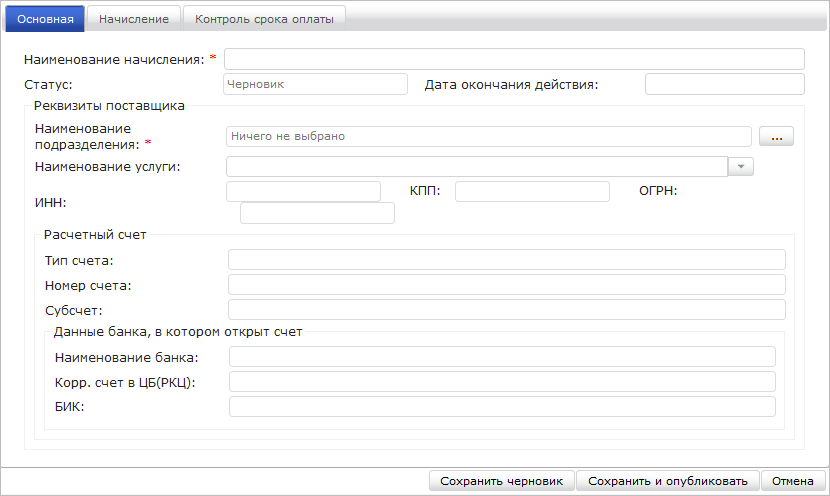 Основная Начисление Контроль срока оплаты
Наименование начисления: *
Статус: Черновик Дата окончания действия:
Реквизиты поставщика
Наименование
подразделения: * Ничего не выбрано ...
Наименование услуги:
ИНН: КПП: ОГРН:
Расчетный счет
Тип счета:
Номер счета:
Субсчет:
Данные банка, в котором открыт счет
Наименование банка:
Корр. счет в ЦБ(РКЦ):
БИК:
Сохранить черновик Сохранить и опубликовать Отмена